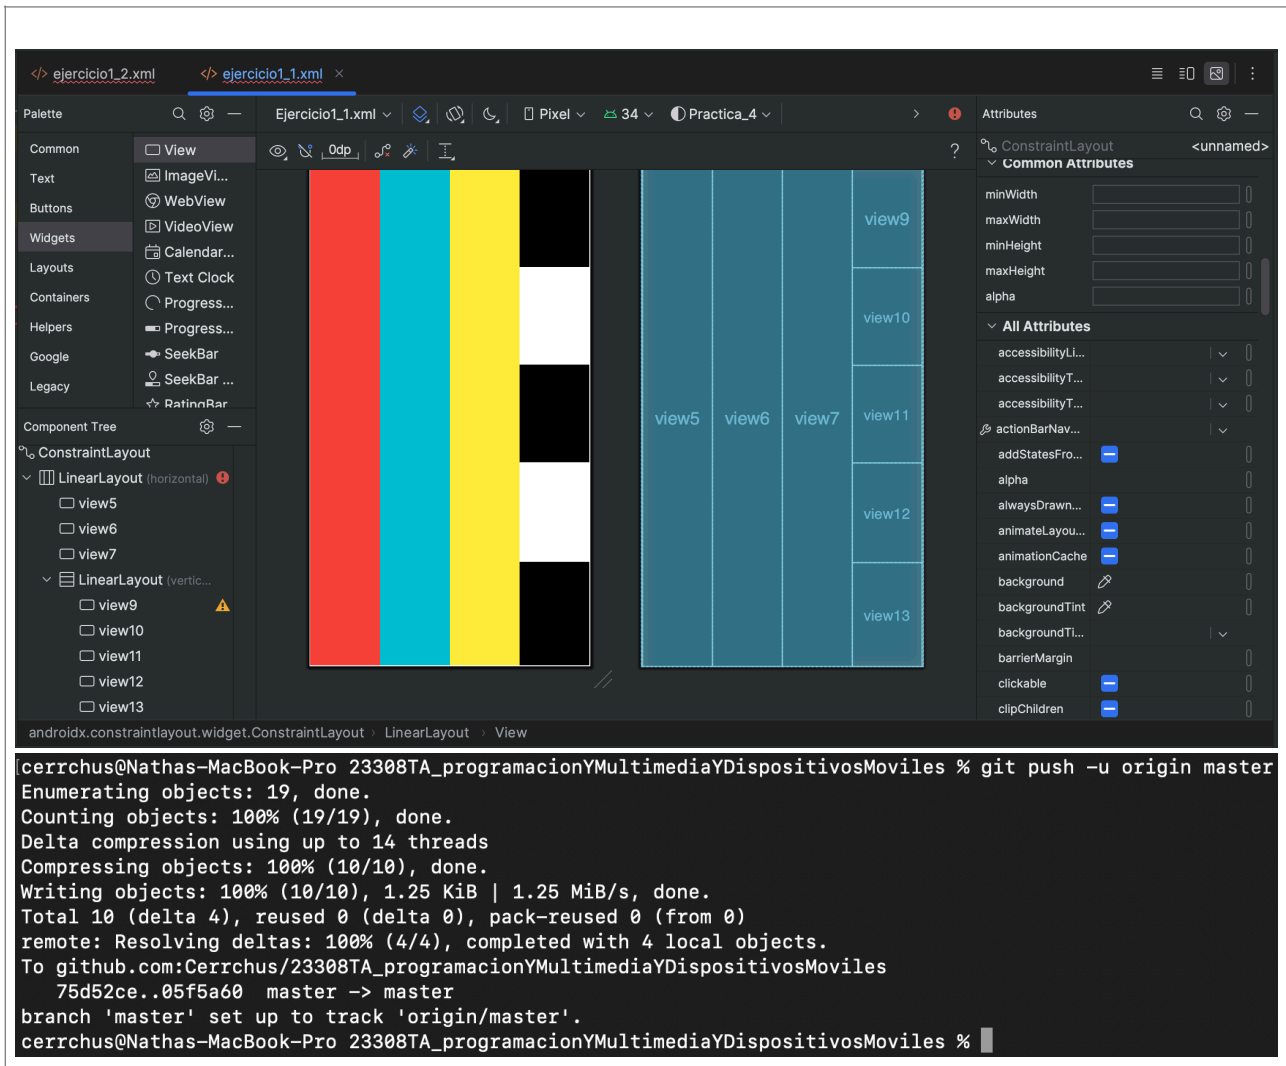 </> ejercicio1_2.xml
</> ejercicio1_1.xml ×
Palette
Ejercicio1_1.xml
Pixel
34
Practica_4
Attributes
Common
Text
Buttons
Widgets
Layouts
Containers
Helpers
Google
Legacy
View
ImageVi...
WebView
VideoView
Calendar...
Text Clock
Progress...
Progress...
SeekBar
SeekBar ...
RatingBar
0dp
?
ConstraintLayout <unnamed>
Common Attributes
minWidth
maxWidth
minHeight
maxHeight
alpha
All Attributes
accessibilityLi...
accessibilityT...
accessibilityT...
actionBarNav...
addStatesFro...
alpha
alwaysDrawn...
animateLayou...
animationCache
background
backgroundTint
backgroundTi...
barrierMargin
clickable
clipChildren
view9
view10
view5 view6 view7 view11
view12
view13
Component Tree
ConstraintLayout
LinearLayout (horizontal)
view5
view6
view7
LinearLayout (vertic...
view9
view10
view11
view12
view13
androidx.constraintlayout.widget.ConstraintLayout › LinearLayout › View
[cerrchus@Nathas-MacBook-Pro 23308TA_programacionYMultimediaYDispositivosMoviles % git push -u origin master
Enumerating objects: 19, done.
Counting objects: 100% (19/19), done.
Delta compression using up to 14 threads
Compressing objects: 100% (10/10), done.
Writing objects: 100% (10/10), 1.25 KiB | 1.25 MiB/s, done.
Total 10 (delta 4), reused 0 (delta 0), pack-reused 0 (from 0)
remote: Resolving deltas: 100% (4/4), completed with 4 local objects.
To github.com:Cerrchus/23308TA_programacionYMultimediaYDispositivosMoviles
75d52ce..05f5a60  master -> master
branch 'master' set up to track 'origin/master'.
cerrchus@Nathas-MacBook-Pro 23308TA_programacionYMultimediaYDispositivosMoviles %